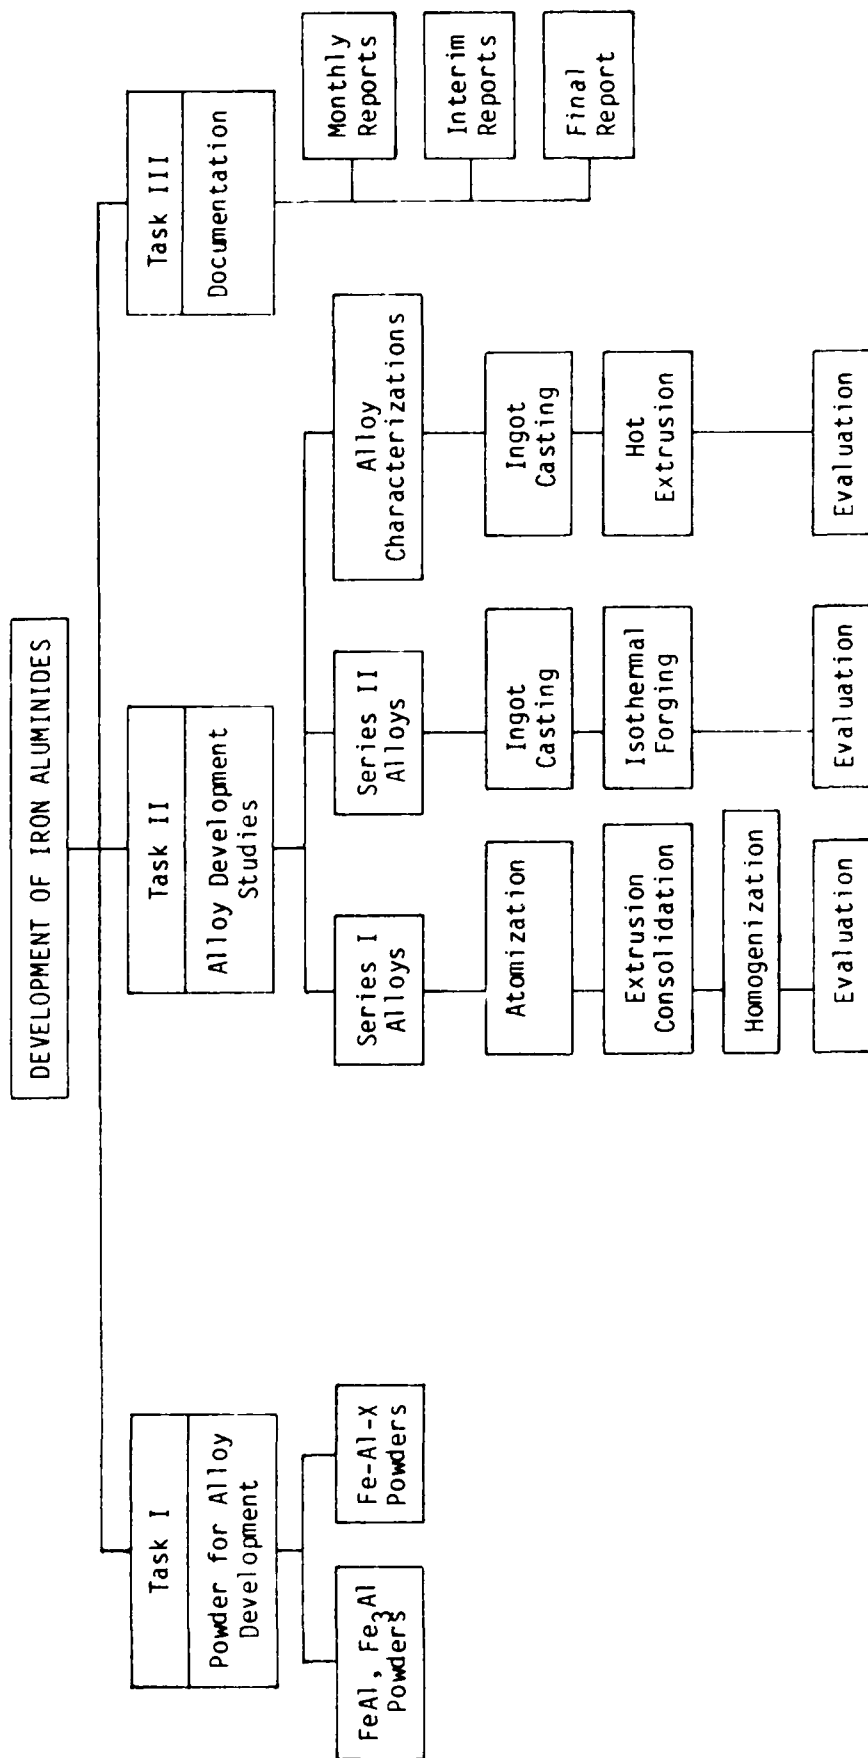 DEVELOPMENT OF IRON ALUMINIDES
Task I
Powder for Alloy
Development
FeAl, Fe3Al
Powders
Fe-Al-X
Powders
Task II
Alloy Development
Studies
Series I
Alloys
Atomization
Extrusion
Consolidation
Homogenization
Evaluation
Series II
Alloys
Ingot
Casting
Isothermal
Forging
Evaluation
Alloy
Characterizations
Ingot
Casting
Hot
Extrusion
Evaluation
Task III
Documentation
Monthly
Reports
Interim
Reports
Final
Report